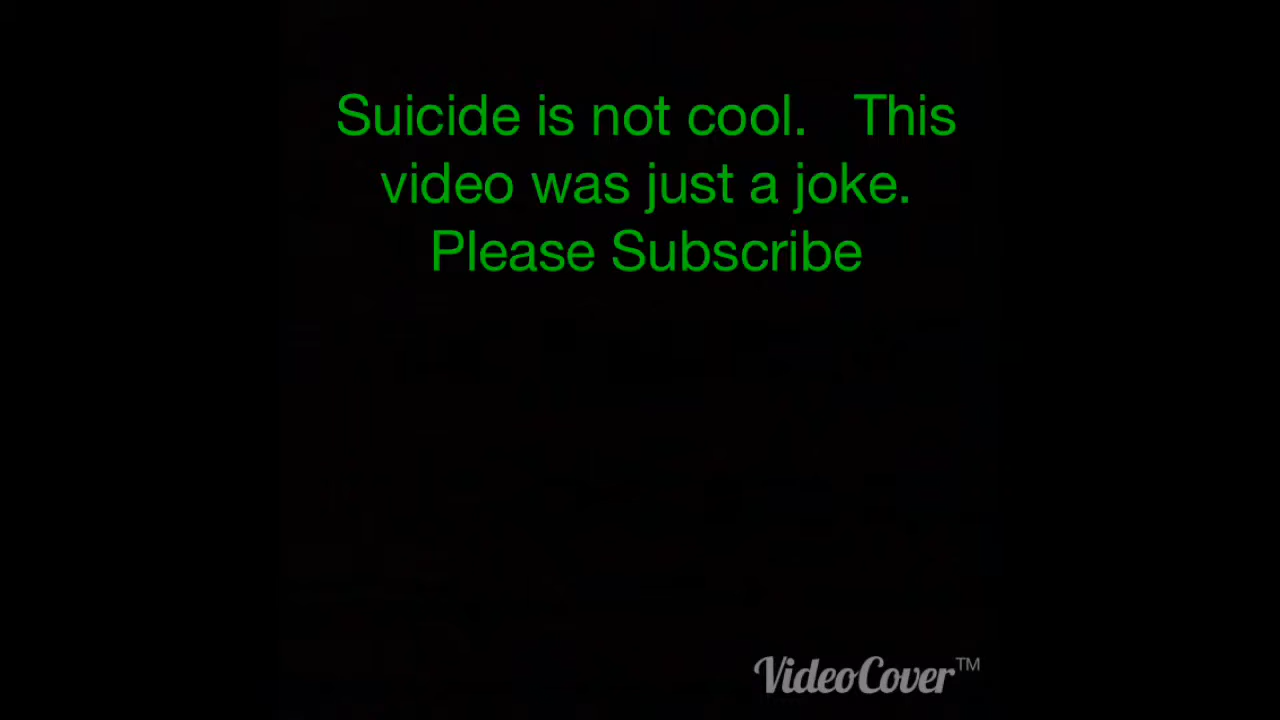 Suicide is not cool. This
video was just a joke.
Please Subscribe
VideoCover™